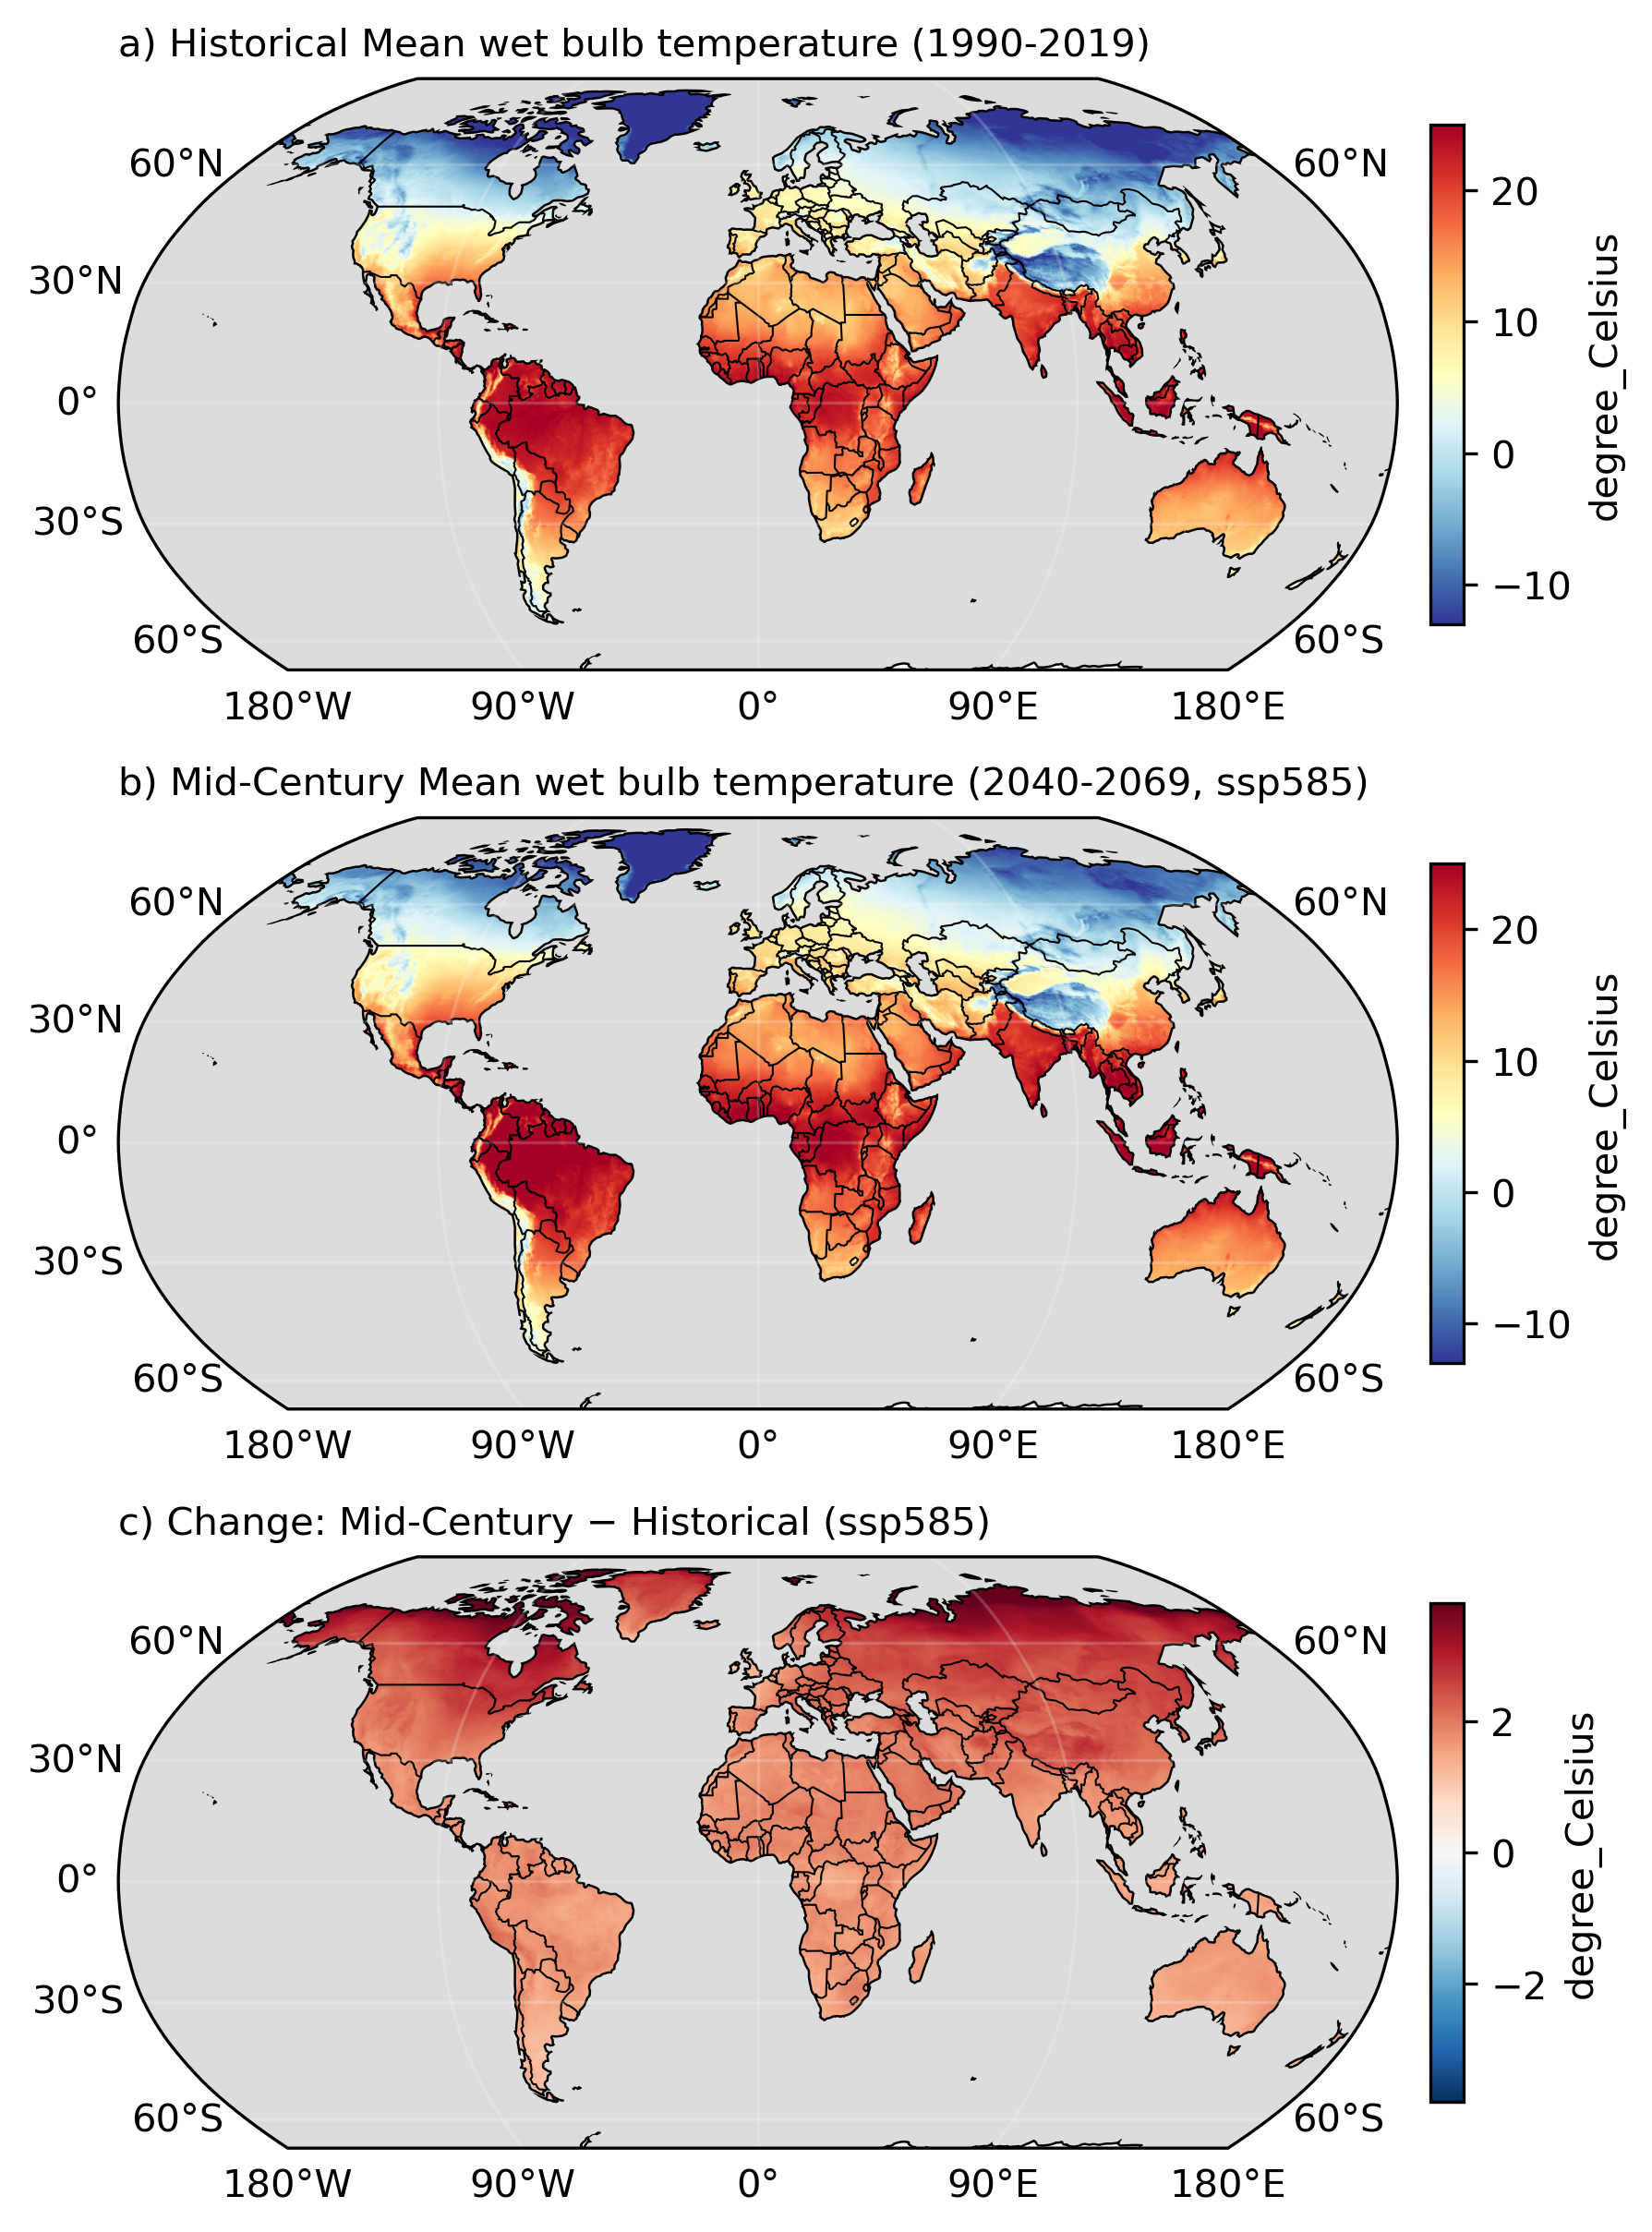 a) Historical Mean wet bulb temperature (1990-2019)
60°N
60°N
30°N
0°
30°S
60°S
60°S
180°W 90°W 0° 90°E 180°E
20
10
0
−10
degree_Celsius
b) Mid-Century Mean wet bulb temperature (2040-2069, ssp585)
60°N
60°N
30°N
0°
30°S
60°S
60°S
180°W 90°W 0° 90°E 180°E
20
10
0
−10
degree_Celsius
c) Change: Mid-Century − Historical (ssp585)
60°N
60°N
30°N
0°
30°S
60°S
60°S
180°W 90°W 0° 90°E 180°E
2
0
−2
degree_Celsius